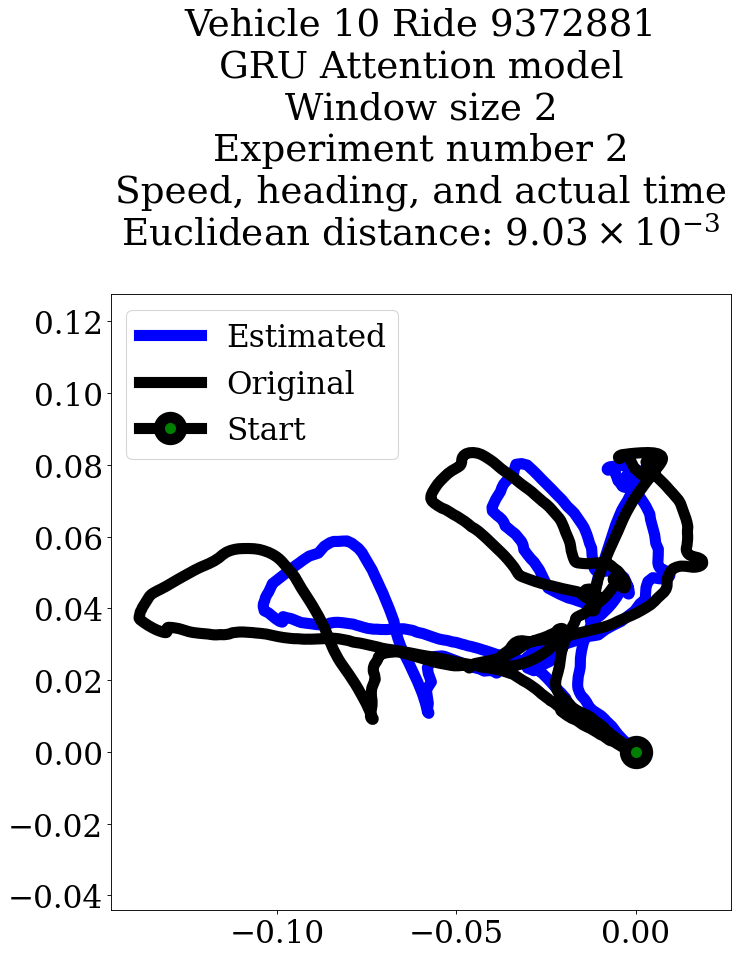 Vehicle 10 Ride 9372881
GRU Attention model
Window size 2
Experiment number 2
Speed, heading, and actual time
Euclidean distance: 9.03 × 10⁻³
Estimated
Original
Start
0.12
0.10
0.08
0.06
0.04
0.02
0.00
−0.02
−0.04
−0.10
−0.05
0.00